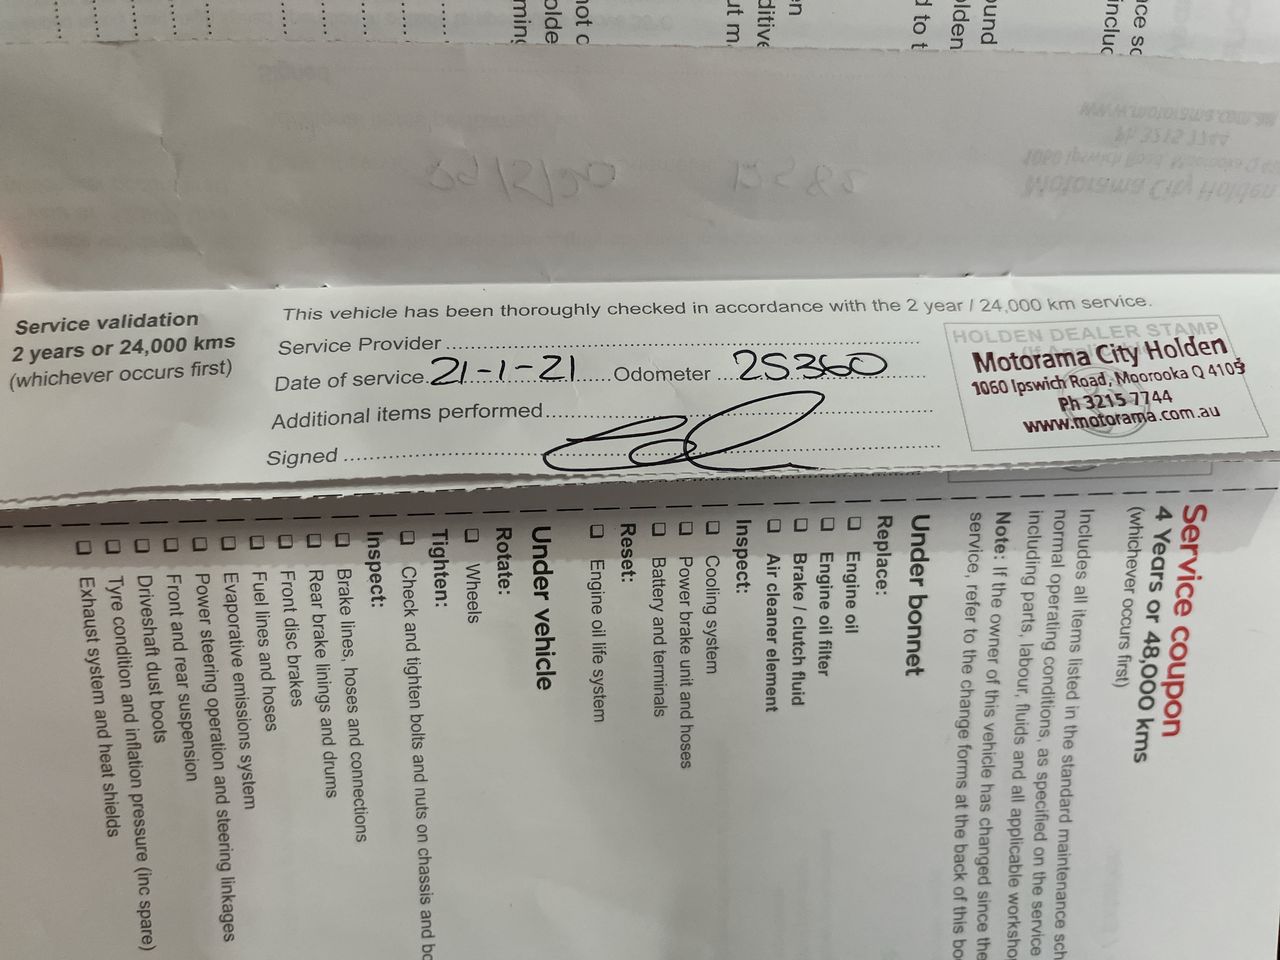 Service validation
2 years or 24,000 kms
(whichever occurs first)
This vehicle has been thoroughly checked in accordance with the 2 year / 24,000 km service.
Service Provider
Date of service 21-1-21 Odometer 25360
Additional items performed
Signed
HOLDEN DEALER STAMP
Motorama City Holden
1060 Ipswich Road, Moorooka Q 4105
Ph 3215 7744
www.motorama.com.au
Service coupon
4 Years or 48,000 kms
(whichever occurs first)
Includes all items listed in the standard maintenance sch
normal operating conditions, as specified on the service
including parts, labour, fluids and all applicable workshop
Note: If the owner of this vehicle has changed since the
service, refer to the change forms at the back of this bo
Under bonnet
Replace:
Engine oil
Engine oil filter
Brake / clutch fluid
Air cleaner element
Inspect:
Cooling system
Power brake unit and hoses
Battery and terminals
Reset:
Engine oil life system
Under vehicle
Rotate:
Wheels
Tighten:
Check and tighten bolts and nuts on chassis and bo
Inspect:
Brake lines, hoses and connections
Rear brake linings and drums
Front disc brakes
Fuel lines and hoses
Evaporative emissions system
Power steering operation and steering linkages
Front and rear suspension
Driveshaft dust boots
Tyre condition and inflation pressure (inc spare)
Exhaust system and heat shields